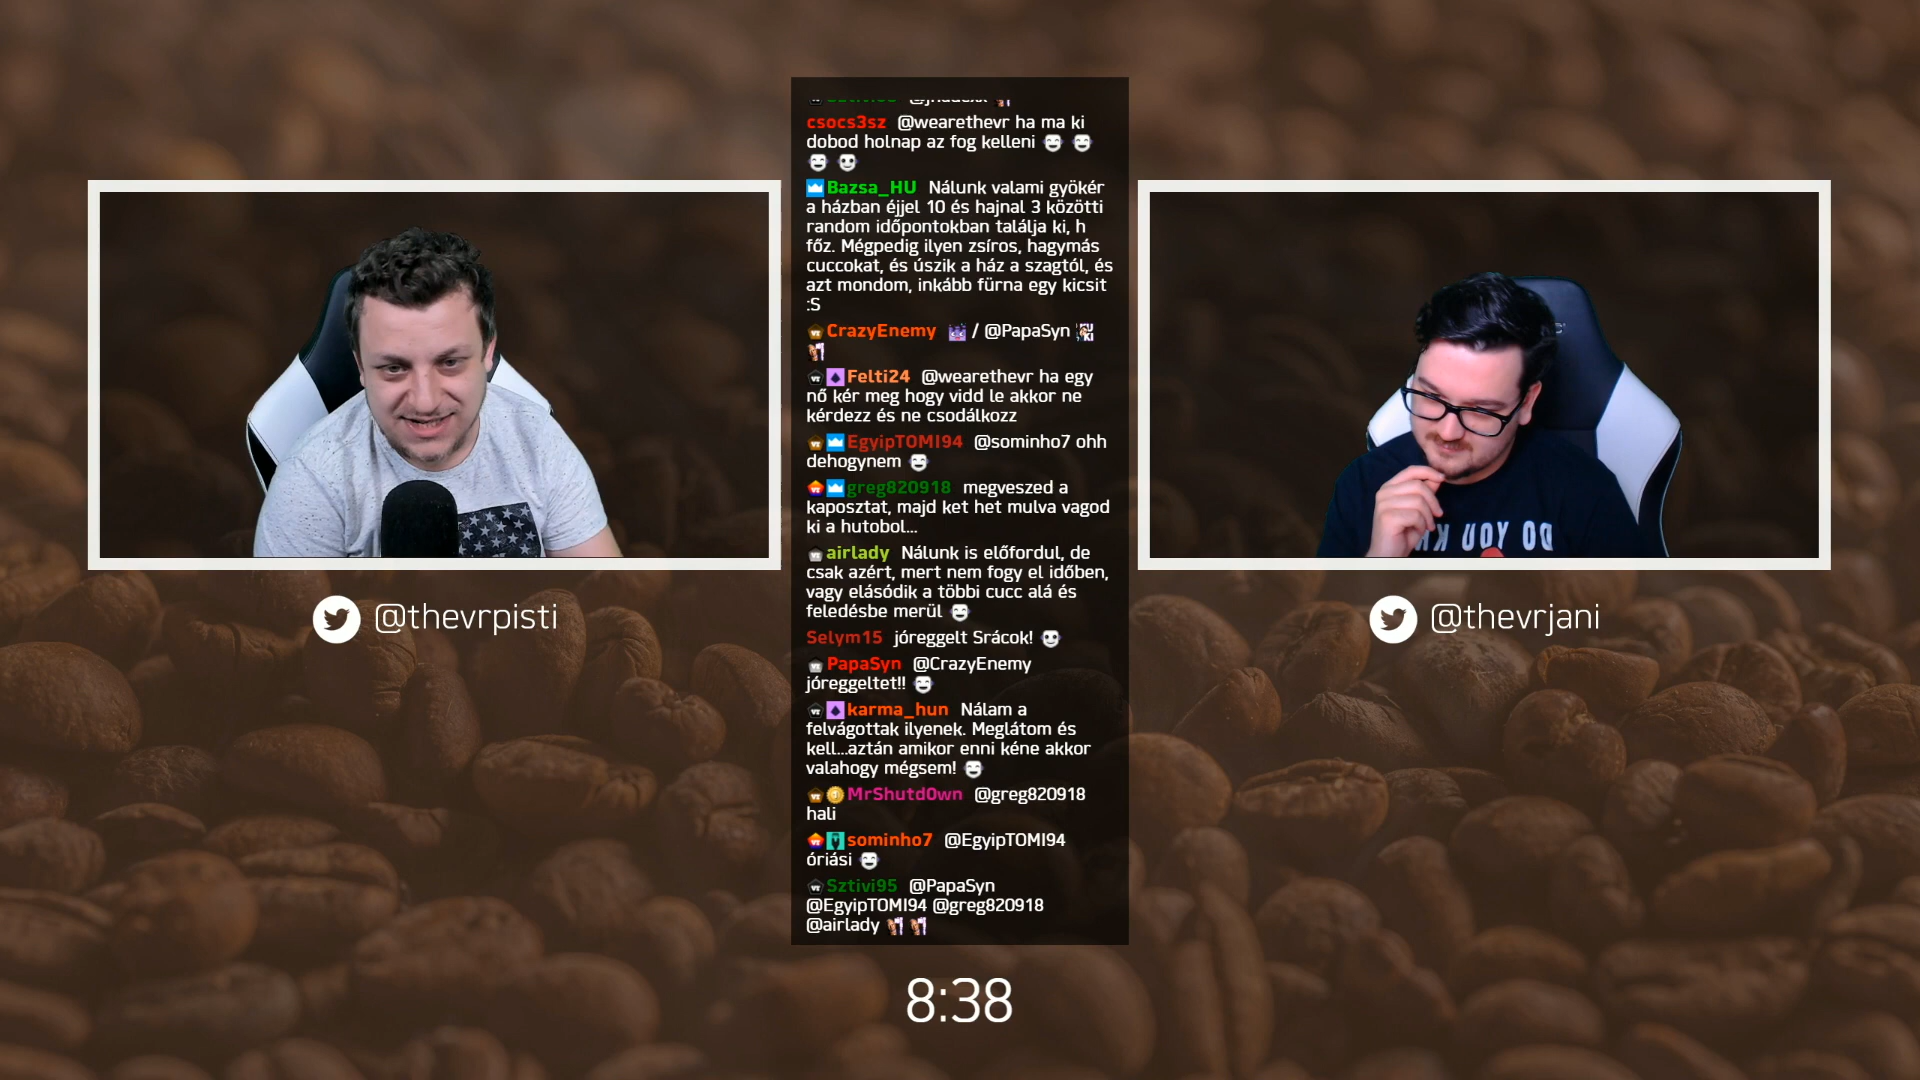 csocs3sz @wearethevr ha ma ki
dobod holnap az fog kelleni
Bazsa_HU Nálunk valami gyökér
a házban éjjel 10 és hajnal 3 közötti
random időpontokban találja ki, h
főz. Mégpedig ilyen zsíros, hagymás
cuccokat, és úszik a ház a szagtól, és
azt mondom, inkább fúrna egy kicsit
:S
CrazyEnemy / @PapaSyn
Felti24 @wearethevr ha egy
nő kér meg hogy vidd le akkor ne
kérdezz és ne csodálkozz
EgyipTOMI94 @sominho7 ohh
dehogynem
greg820918 megveszed a
kaposztat, majd ket het mulva vagod
ki a hutobol...
airlady Nálunk is előfordul, de
csak azért, mert nem fogy el időben,
vagy elásódik a többi cucc alá és
feledésbe merül
Selym15 jóreggelt Srácok!
PapaSyn @CrazyEnemy
jóreggeltet!!
karma_hun Nálam a
felvágottak ilyenek. Meglátom és
kell...aztán amikor enni kéne akkor
valahogy mégsem!
MrShutd0wn @greg820918
hali
sominho7 @EgyipTOMI94
óriási
Sztivi95 @PapaSyn
@EgyipTOMI94 @greg820918
@airlady
@thevrpisti
@thevrjani
DO YOU
8:38